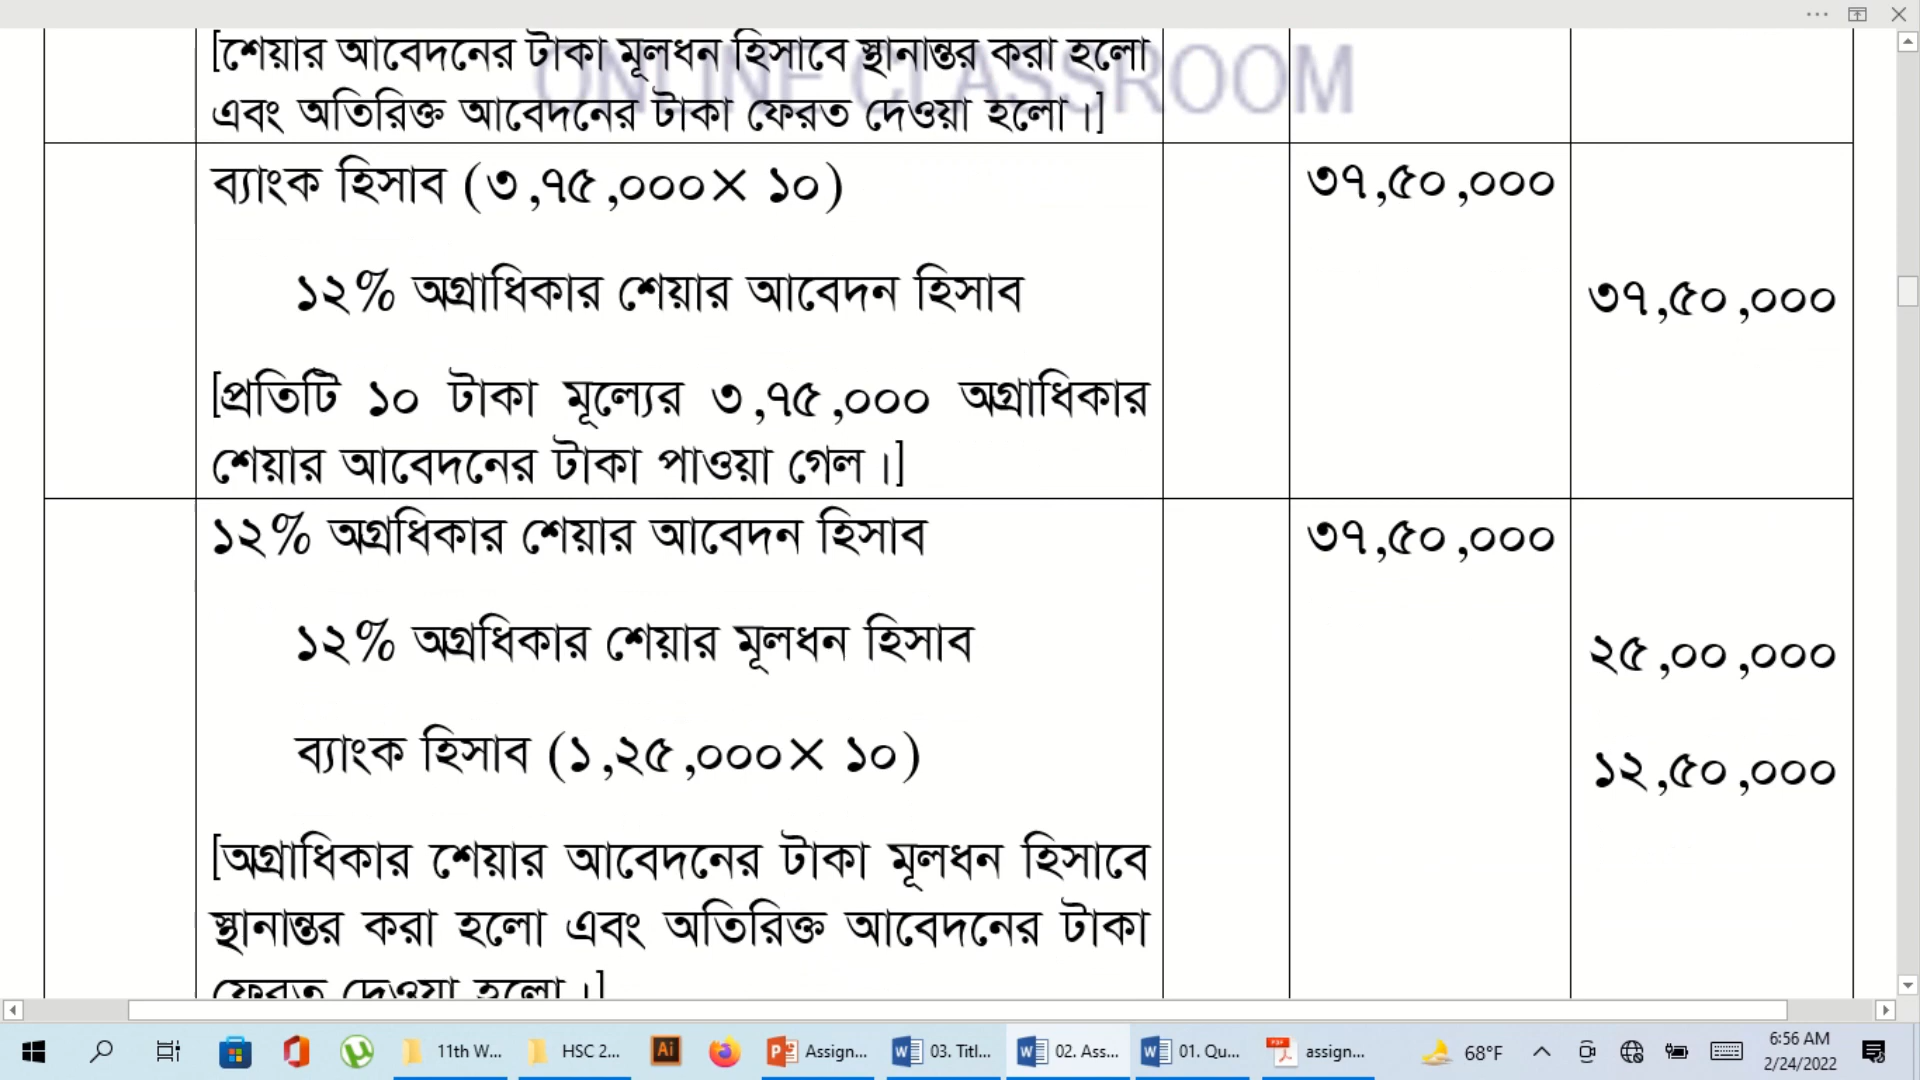 [শেয়ার আবেদনের টাকা মূলধন হিসাবে স্থানান্তর করা হলো
এবং অতিরিক্ত আবেদনের টাকা ফেরত দেওয়া হলো।]
ONLINE CLASSROOM
ব্যাংক হিসাব (৩,৭৫,০০০× ১০) ৩৭,৫০,০০০
১২% অগ্রাধিকার শেয়ার আবেদন হিসাব ৩৭,৫০,০০০
[প্রতিটি ১০ টাকা মূল্যের ৩,৭৫,০০০ অগ্রাধিকার
শেয়ার আবেদনের টাকা পাওয়া গেল।]
১২% অগ্রধিকার শেয়ার আবেদন হিসাব ৩৭,৫০,০০০
১২% অগ্রধিকার শেয়ার মূলধন হিসাব ২৫,০০,০০০
ব্যাংক হিসাব (১,২৫,০০০× ১০) ১২,৫০,০০০
[অগ্রাধিকার শেয়ার আবেদনের টাকা মূলধন হিসাবে
স্থানান্তর করা হলো এবং অতিরিক্ত আবেদনের টাকা
ফেরত দেওয়া হলো।]
11th W... HSC 2... Assign... 03. Titl... 02. Ass... 01. Qu... assign... 68°F 6:56 AM
2/24/2022